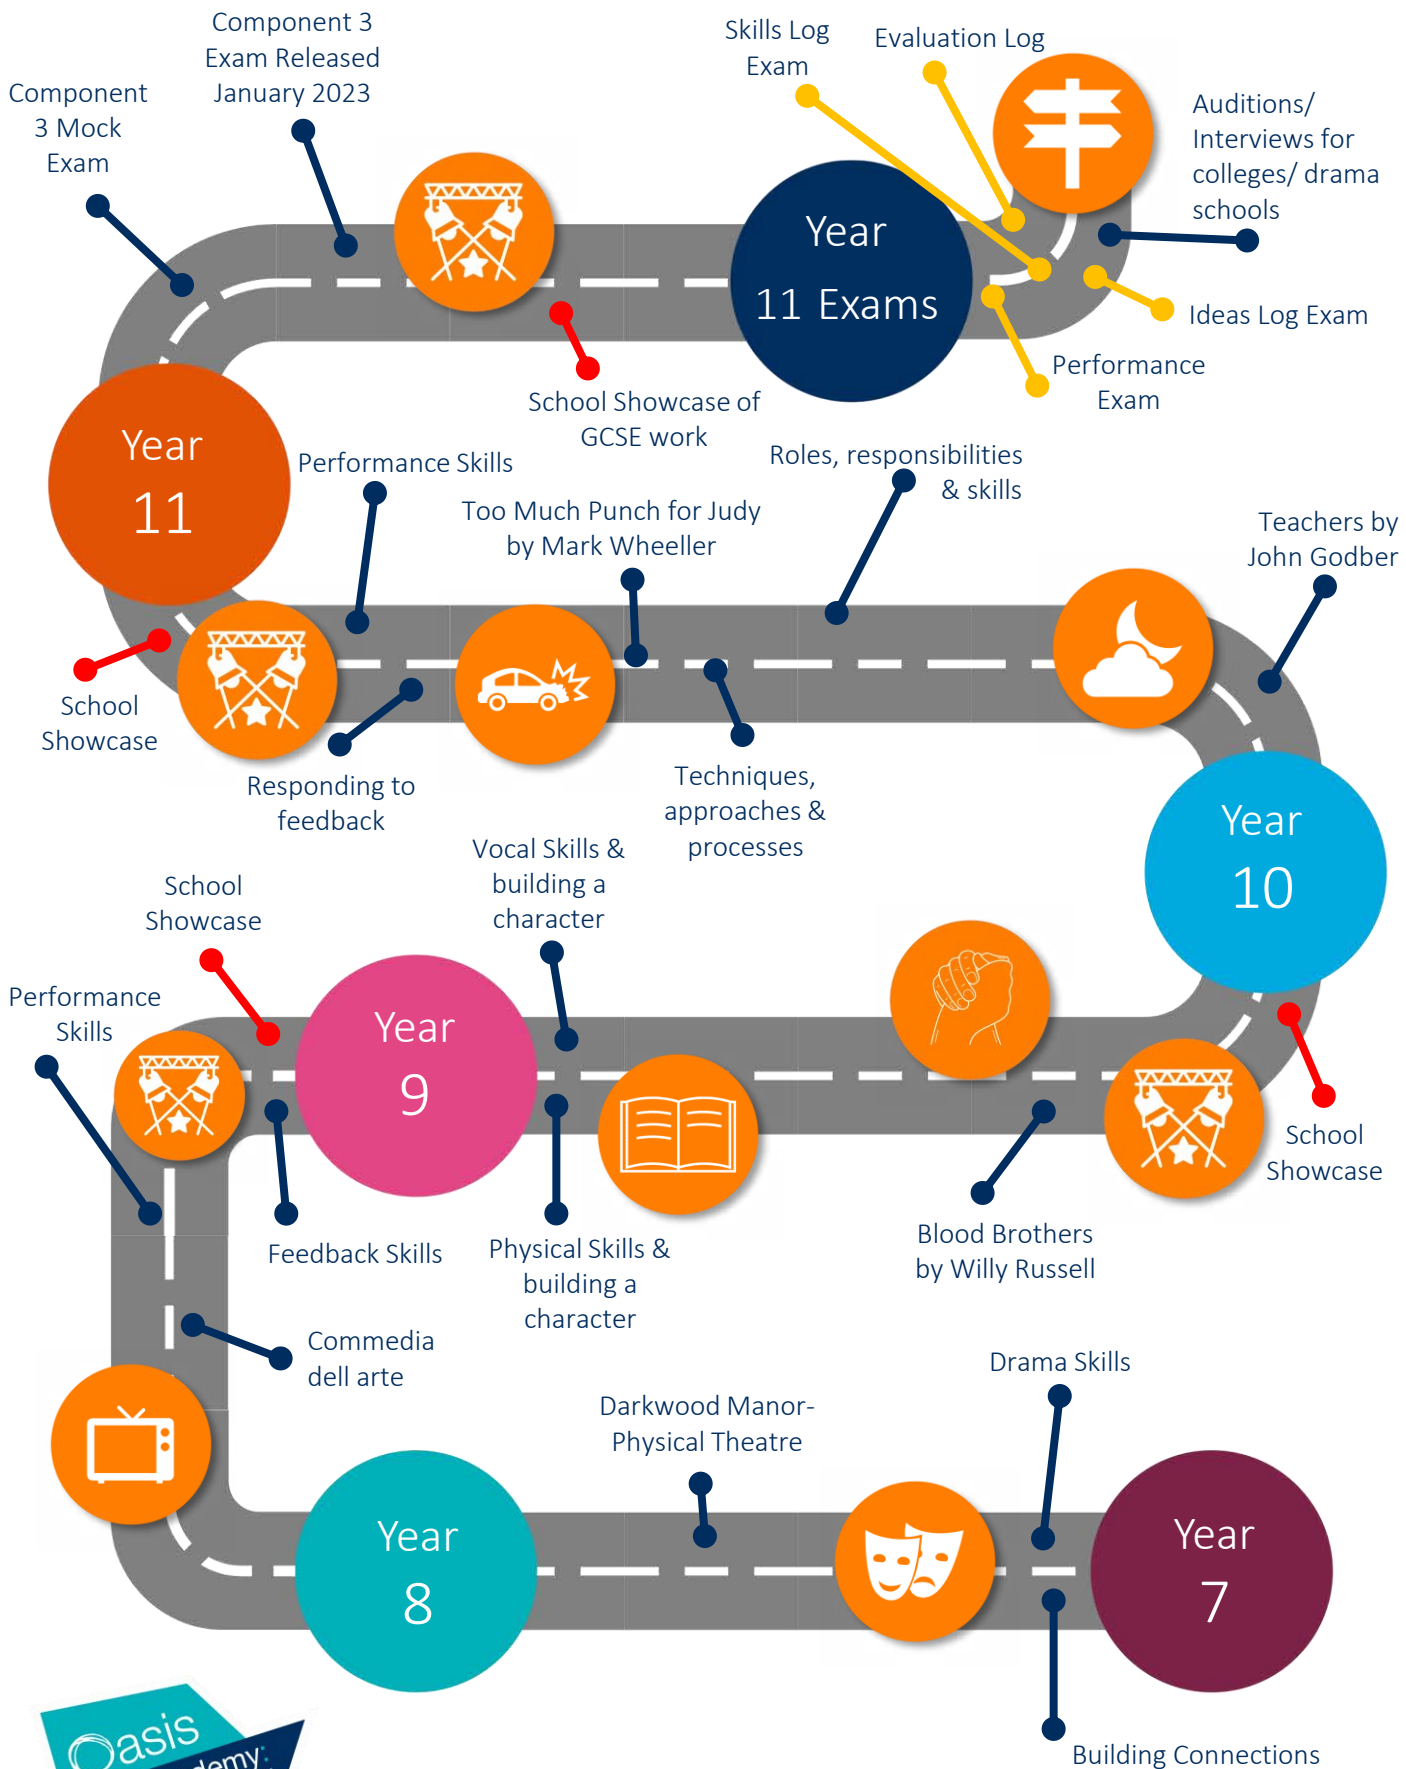 Component 3
Exam Released
January 2023
Component
3 Mock
Exam
Skills Log
Exam
Evaluation Log
Auditions/
Interviews for
colleges/ drama
schools
Year
11 Exams
Ideas Log Exam
Performance
Exam
School Showcase of
GCSE work
Year
11
Performance Skills
Too Much Punch for Judy
by Mark Wheeller
Roles, responsibilities
& skills
Teachers by
John Godber
School
Showcase
Responding to
feedback
Techniques,
approaches &
processes
Year
10
Vocal Skills &
building a
character
School
Showcase
Performance
Skills
Year
9
School
Showcase
Feedback Skills
Physical Skills &
building a
character
Blood Brothers
by Willy Russell
Commedia
dell arte
Drama Skills
Darkwood Manor-
Physical Theatre
Year
8
Year
7
Building Connections
Oasis